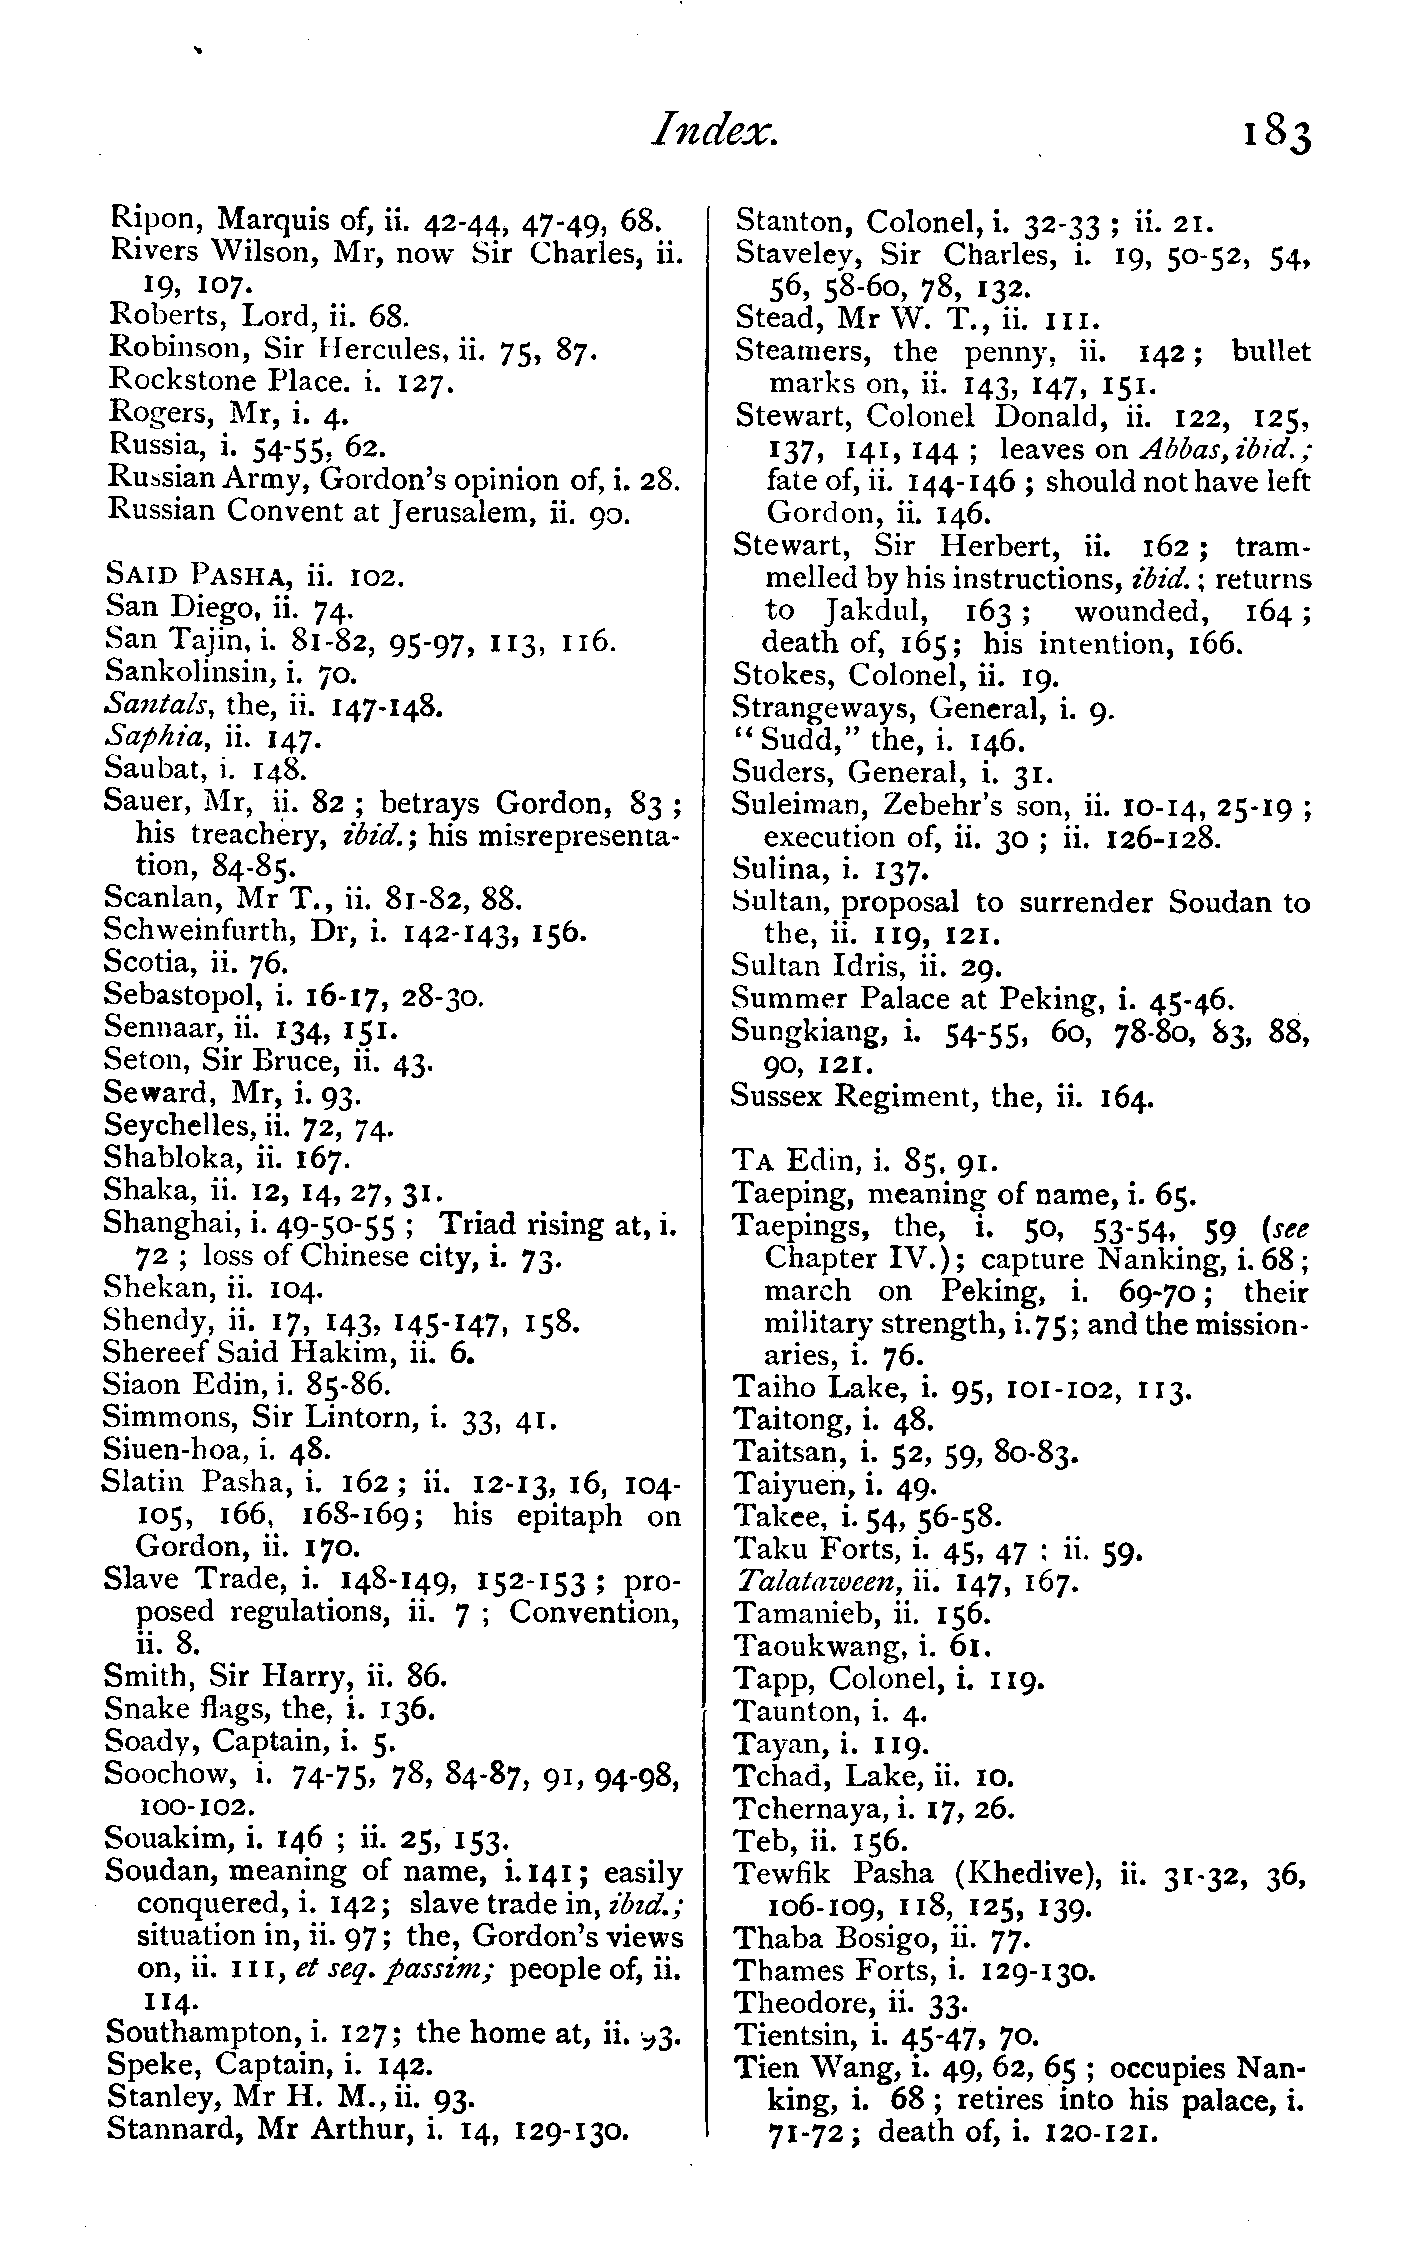 Index.
183
Ripon, Marquis of, ii. 42-44, 47-49, 68.
Rivers Wilson, Mr, now Sir Charles, ii.
19, 107.
Roberts, Lord, ii. 68.
Robinson, Sir Hercules, ii. 75, 87.
Rockstone Place. i. 127.
Rogers, Mr, i. 4.
Russia, i. 54-55, 62.
Russian Army, Gordon's opinion of, i. 28.
Russian Convent at Jerusalem, ii. 90.
SAID PASHA, ii. 102.
San Diego, ii. 74.
San Tajin, i. 81-82, 95-97, 113, 116.
Sankolinsin, i. 70.
Santals, the, ii. 147-148.
Saphia, ii. 147.
Saubat, i. 148.
Sauer, Mr, ii. 82 ; betrays Gordon, 83 ;
his treachery, ibid.; his misrepresenta-
tion, 84-85.
Scanlan, Mr T., ii. 81-82, 88.
Schweinfurth, Dr, i. 142-143, 156.
Scotia, ii. 76.
Sebastopol, i. 16-17, 28-30.
Sennaar, ii. 134, 151.
Seton, Sir Bruce, ii. 43.
Seward, Mr, i. 93.
Seychelles, ii. 72, 74.
Shabloka, ii. 167.
Shaka, ii. 12, 14, 27, 31.
Shanghai, i. 49-50-55 ; Triad rising at, i.
72 ; loss of Chinese city, i. 73.
Shekan, ii. 104.
Shendy, ii. 17, 143, 145-147, 158.
Shereef Said Hakim, ii. 6.
Siaon Edin, i. 85-86.
Simmons, Sir Lintorn, i. 33, 41.
Siuen-hoa, i. 48.
Slatin Pasha, i. 162 ; ii. 12-13, 16, 104-
105, 166, 168-169; his epitaph on
Gordon, ii. 170.
Slave Trade, i. 148-149, 152-153 ; pro-
posed regulations, ii. 7 ; Convention,
ii. 8.
Smith, Sir Harry, ii. 86.
Snake flags, the, i. 136.
Soady, Captain, i. 5.
Soochow, i. 74-75, 78, 84-87, 91, 94-98,
100-102.
Souakim, i. 146 ; ii. 25, 153.
Soudan, meaning of name, i. 141 ; easily
conquered, i. 142 ; slave trade in, ibid.;
situation in, ii. 97 ; the, Gordon's views
on, ii. 111, et seq. passim; people of, ii.
114.
Southampton, i. 127 ; the home at, ii. 93.
Speke, Captain, i. 142.
Stanley, Mr H. M., ii. 93.
Stannard, Mr Arthur, i. 14, 129-130.
Stanton, Colonel, i. 32-33 ; ii. 21.
Staveley, Sir Charles, i. 19, 50-52, 54,
56, 58-60, 78, 132.
Stead, Mr W. T., ii. 111.
Steamers, the penny, ii. 142 ; bullet
marks on, ii. 143, 147, 151.
Stewart, Colonel Donald, ii. 122, 125,
137, 141, 144 ; leaves on Abbas, ibid.;
fate of, ii. 144-146 ; should not have left
Gordon, ii. 146.
Stewart, Sir Herbert, ii. 162 ; tram-
melled by his instructions, ibid. ; returns
to Jakdul, 163 ; wounded, 164 ;
death of, 165; his intention, 166.
Stokes, Colonel, ii. 19.
Strangeways, General, i. 9.
"Sudd," the, i. 146.
Suders, General, i. 31.
Suleiman, Zebehr's son, ii. 10-14, 25-19 ;
execution of, ii. 30 ; ii. 126-128.
Sulina, i. 137.
Sultan, proposal to surrender Soudan to
the, ii. 119, 121.
Sultan Idris, ii. 29.
Summer Palace at Peking, i. 45-46.
Sungkiang, i. 54-55, 60, 78-80, 83, 88,
90, 121.
Sussex Regiment, the, ii. 164.
TA Edin, i. 85, 91.
Taeping, meaning of name, i. 65.
Taepings, the, i. 50, 53-54, 59 (see
Chapter IV.); capture Nanking, i. 68 ;
march on Peking, i. 69-70 ; their
military strength, i. 75 ; and the mission-
aries, i. 76.
Taiho Lake, i. 95, 101-102, 113.
Taitong, i. 48.
Taitsan, i. 52, 59, 80-83.
Taiyuen, i. 49.
Takee, i. 54, 56-58.
Taku Forts, i. 45, 47 : ii. 59.
Talataween, ii. 147, 167.
Tamanieb, ii. 156.
Taoukwang, i. 61.
Tapp, Colonel, i. 119.
Taunton, i. 4.
Tayan, i. 119.
Tchad, Lake, ii. 10.
Tchernaya, i. 17, 26.
Teb, ii. 156.
Tewfik Pasha (Khedive), ii. 31-32, 36,
106-109, 118, 125, 139.
Thaba Bosigo, ii. 77.
Thames Forts, i. 129-130.
Theodore, ii. 33.
Tientsin, i. 45-47, 70.
Tien Wang, i. 49, 62, 65 ; occupies Nan-
king, i. 68 ; retires into his palace, i.
71-72 ; death of, i. 120-121.